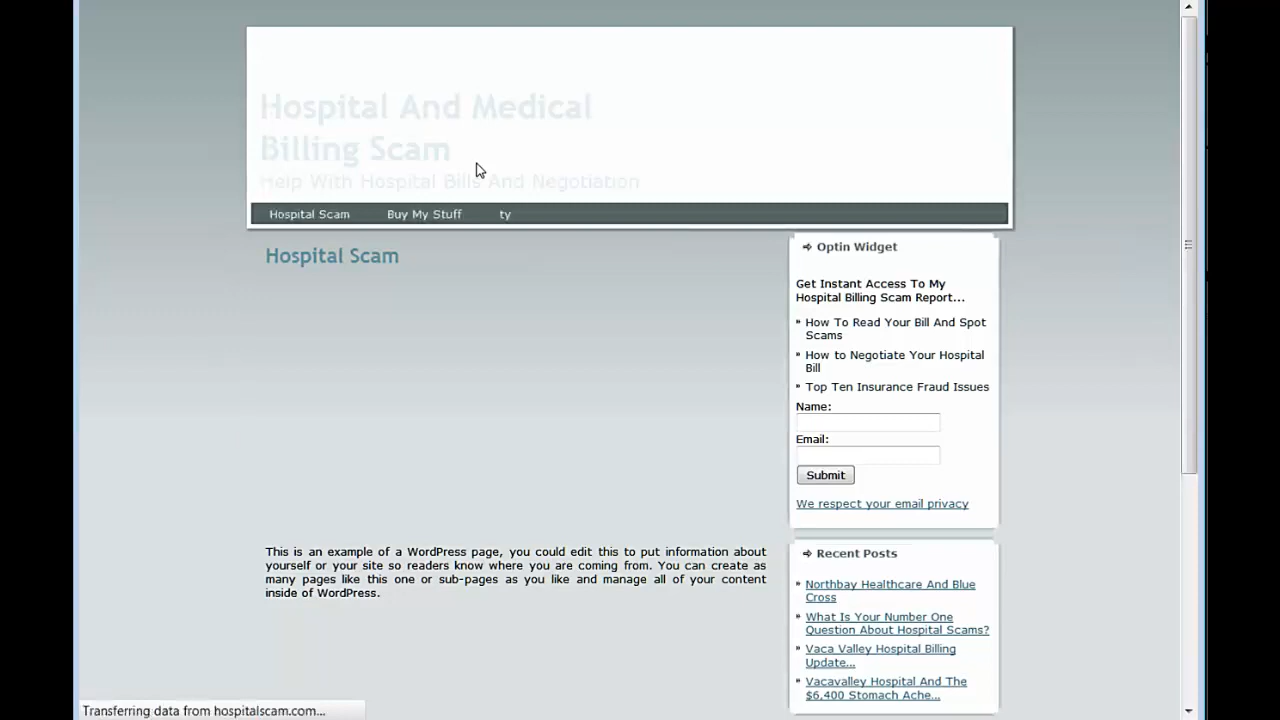 Hospital And Medical
Billing Scam
Help With Hospital Bills And Negotiation
Hospital Scam Buy My Stuff ty
Hospital Scam
This is an example of a WordPress page, you could edit this to put information about
yourself or your site so readers know where you are coming from. You can create as
many pages like this one or sub-pages as you like and manage all of your content
inside of WordPress.
Optin Widget
Get Instant Access To My
Hospital Billing Scam Report...
How To Read Your Bill And Spot
Scams
How to Negotiate Your Hospital
Bill
Top Ten Insurance Fraud Issues
Name:
Email:
Submit
We respect your email privacy
Recent Posts
Northbay Healthcare And Blue
Cross
What Is Your Number One
Question About Hospital Scams?
Vaca Valley Hospital Billing
Update...
Vacavalley Hospital And The
$6,400 Stomach Ache...
Transferring data from hospitalscam.com...